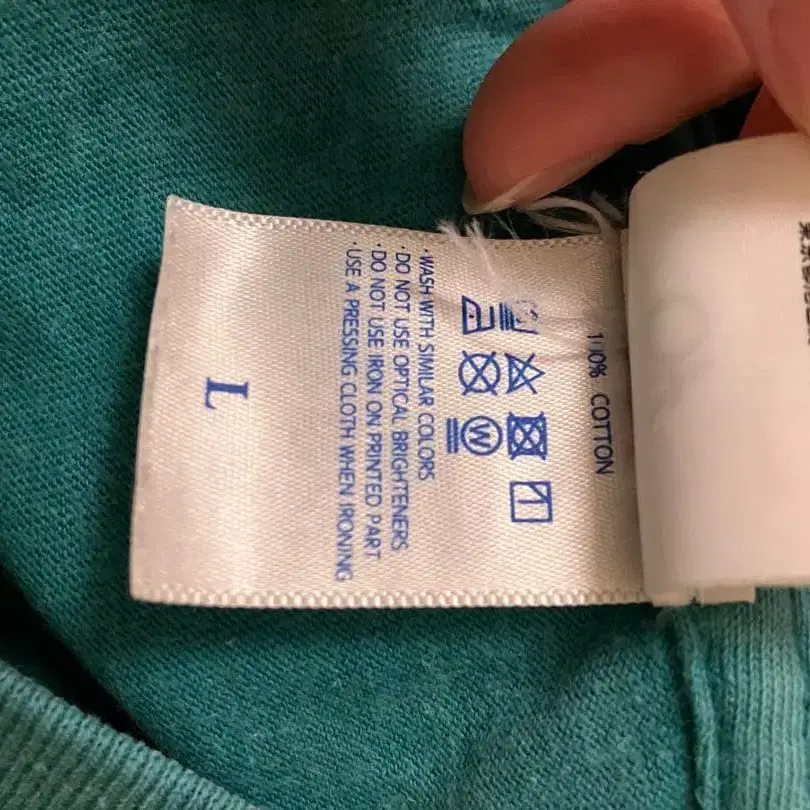 100% COTTON
W
·WASH WITH SIMILAR COLORS
·DO NOT USE OPTICAL BRIGHTENERS
·DO NOT USE IRON ON PRINTED PART
·USE A PRESSING CLOTH WHEN IRONING
L